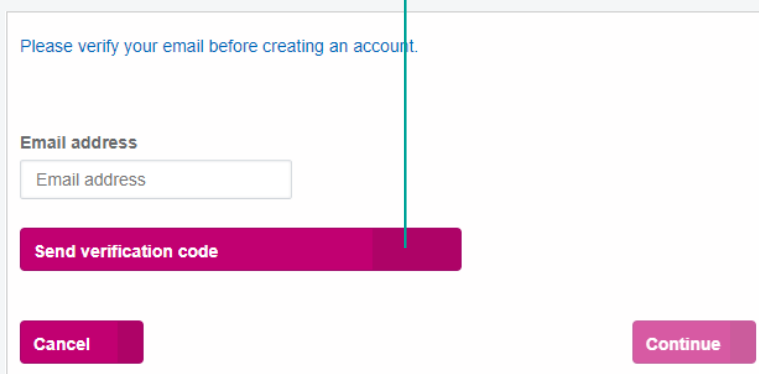 Please verify your email before creating an account.
Email address
Email address
Send verification code
Cancel
Continue